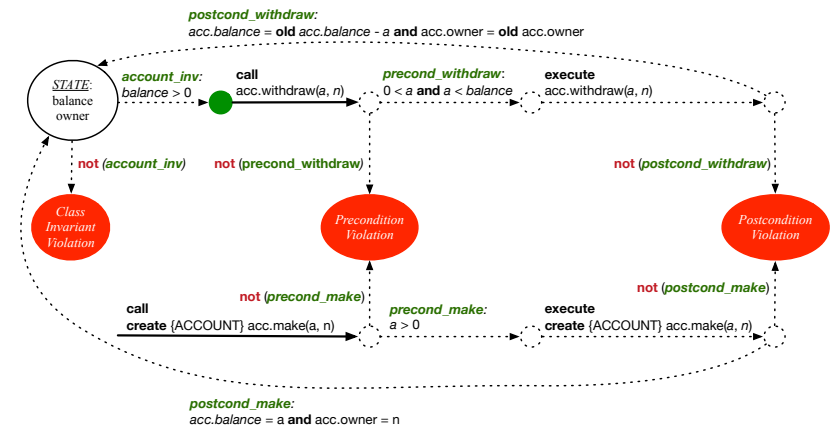 postcond_withdraw:
acc.balance = old acc.balance - a and acc.owner = old acc.owner
STATE:
balance
owner
account_inv:
balance > 0
call
acc.withdraw(a, n)
precond_withdraw:
0 < a and a < balance
execute
acc.withdraw(a, n)
not (account_inv)
not (precond_withdraw)
not (postcond_withdraw)
Class
Invariant
Violation
Precondition
Violation
Postcondition
Violation
not (precond_make)
not (postcond_make)
call
create {ACCOUNT} acc.make(a, n)
precond_make:
a > 0
execute
create {ACCOUNT} acc.make(a, n)
postcond_make:
acc.balance = a and acc.owner = n